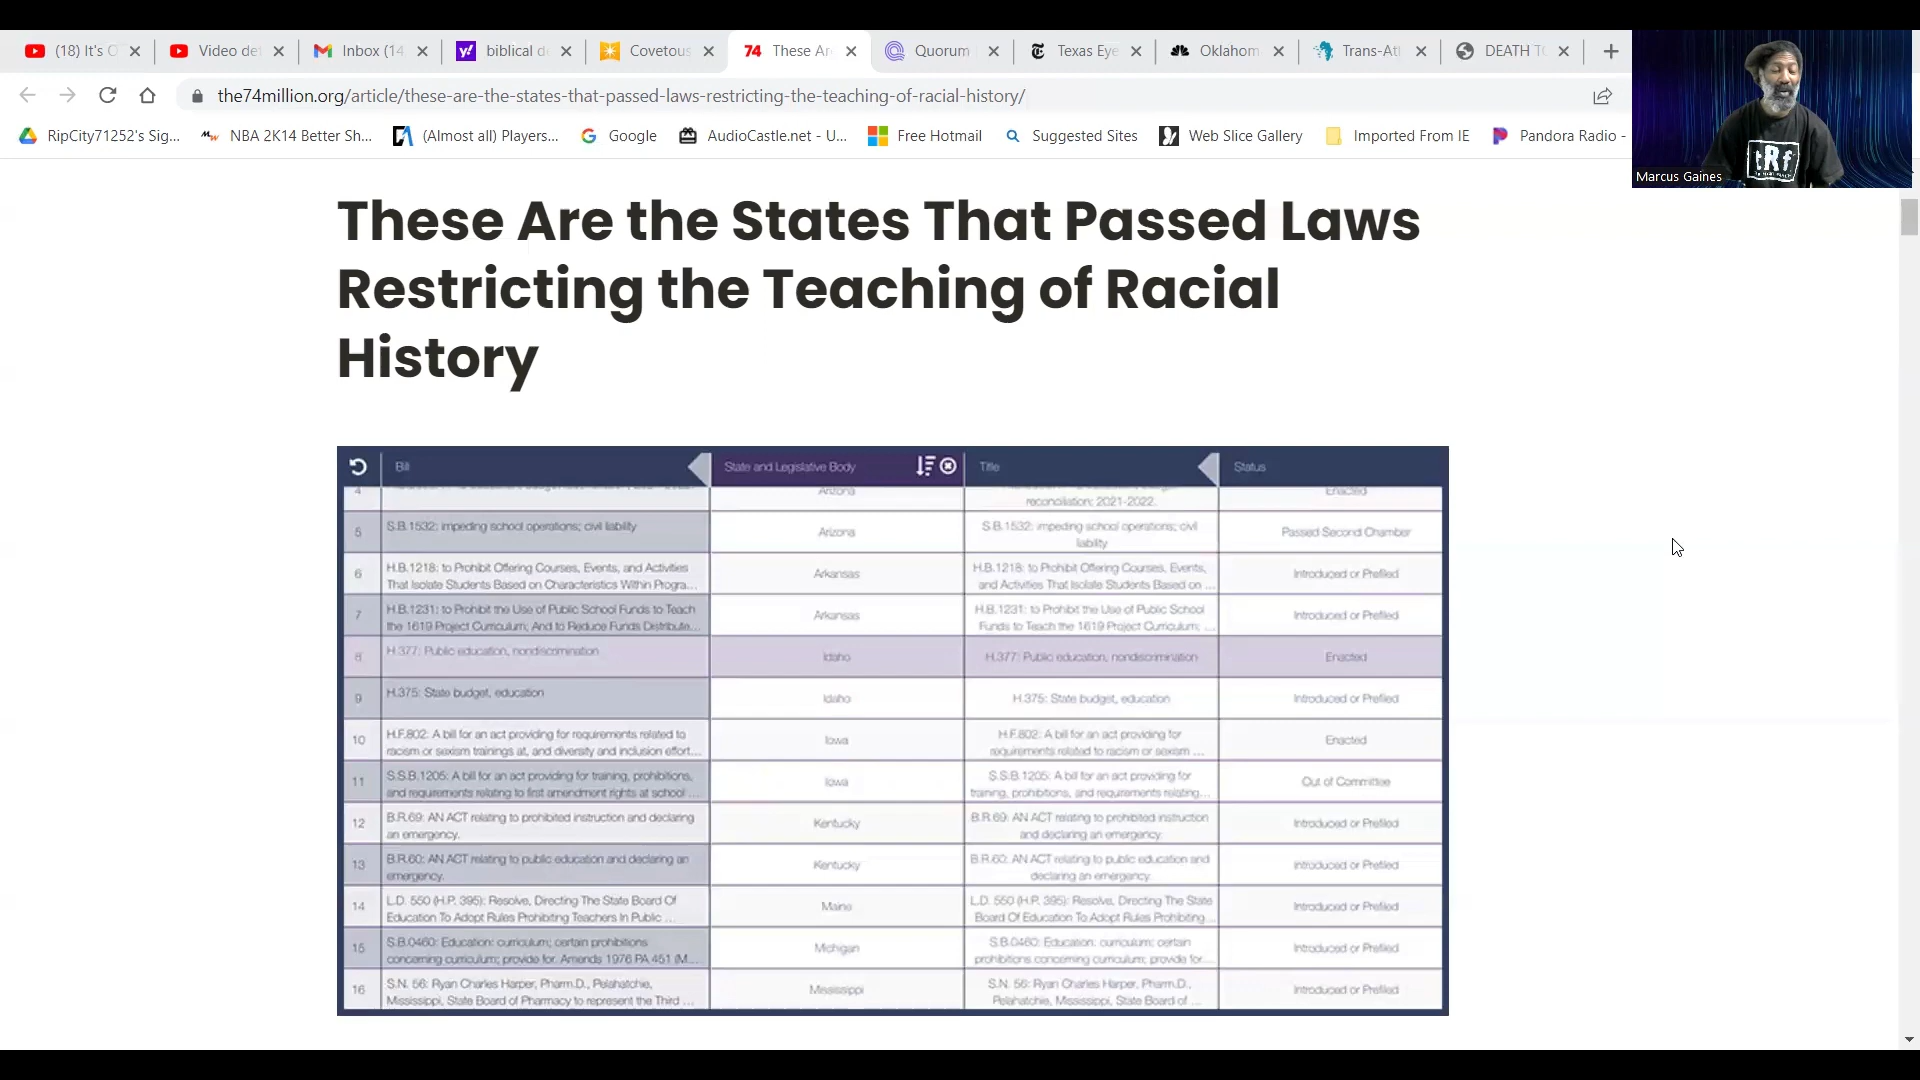 (18) It's O
Video de
Inbox (14
biblical d
Covetous
These Ar
Quorum
Texas Eye
Oklahom
Trans-At
DEATH T
the74million.org/article/these-are-the-states-that-passed-laws-restricting-the-teaching-of-racial-history/
RipCity71252's Sig...
NBA 2K14 Better Sh...
(Almost all) Players...
Google
AudioCastle.net - U...
Free Hotmail
Suggested Sites
Web Slice Gallery
Imported From IE
Pandora Radio -
tRf
Marcus Gaines
These Are the States That Passed Laws
Restricting the Teaching of Racial
History
Bill State and Legislative Body Title Status
4 Arizona reconciliation; 2021-2022. Enacted
5 S.B.1532: impeding school operations; civil liability Arizona S.B.1532: impeding school operations; civil Passed Second Chamber
liability
6 H.B.1218: to Prohibit Offering Courses, Events, and Activities Arkansas H.B.1218: to Prohibit Offering Courses, Events, Introduced or Prefiled
That Isolate Students Based on Characteristics Within Progra... and Activities That Isolate Students Based on ...
7 H.B.1231: to Prohibit the Use of Public School Funds to Teach Arkansas H.B.1231: to Prohibit the Use of Public School Introduced or Prefiled
the 1619 Project Curriculum; And to Reduce Funds Distribute... Funds to Teach the 1619 Project Curriculum; ...
8 H.377: Public education, nondiscrimination Idaho H.377: Public education, nondiscrimination Enacted
9 H.375: State budget, education Idaho H.375: State budget, education Introduced or Prefiled
10 H.F.802: A bill for an act providing for requirements related to Iowa H.F.802: A bill for an act providing for Enacted
racism or sexism trainings at, and diversity and inclusion effort... requirements related to racism or sexism ...
11 S.S.B.1205: A bill for an act providing for training, prohibitions, Iowa S.S.B.1205: A bill for an act providing for Out of Committee
and requirements relating to first amendment rights at school ... training, prohibitions, and requirements relating...
12 B.R.69: AN ACT relating to prohibited instruction and declaring Kentucky B.R.69: AN ACT relating to prohibited instruction Introduced or Prefiled
an emergency. and declaring an emergency.
13 B.R.60: AN ACT relating to public education and declaring an Kentucky B.R.60: AN ACT relating to public education and Introduced or Prefiled
emergency. declaring an emergency.
14 L.D. 550 (H.P. 395): Resolve, Directing The State Board Of Maine L.D. 550 (H.P. 395): Resolve, Directing The State Introduced or Prefiled
Education To Adopt Rules Prohibiting Teachers In Public ... Board Of Education To Adopt Rules Prohibiting ...
15 S.B.0460: Education: curriculum; certain prohibitions Michigan S.B.0460: Education: curriculum; certain Introduced or Prefiled
concerning curriculum; provide for. Amends 1976 PA 451 (M... prohibitions concerning curriculum; provide for...
16 S.N. 56: Ryan Charles Harper, Pharm.D., Pelahatchie, Mississippi S.N. 56: Ryan Charles Harper, Pharm.D., Introduced or Prefiled
Mississippi, State Board of Pharmacy to represent the Third ... Pelahatchie, Mississippi, State Board of ...